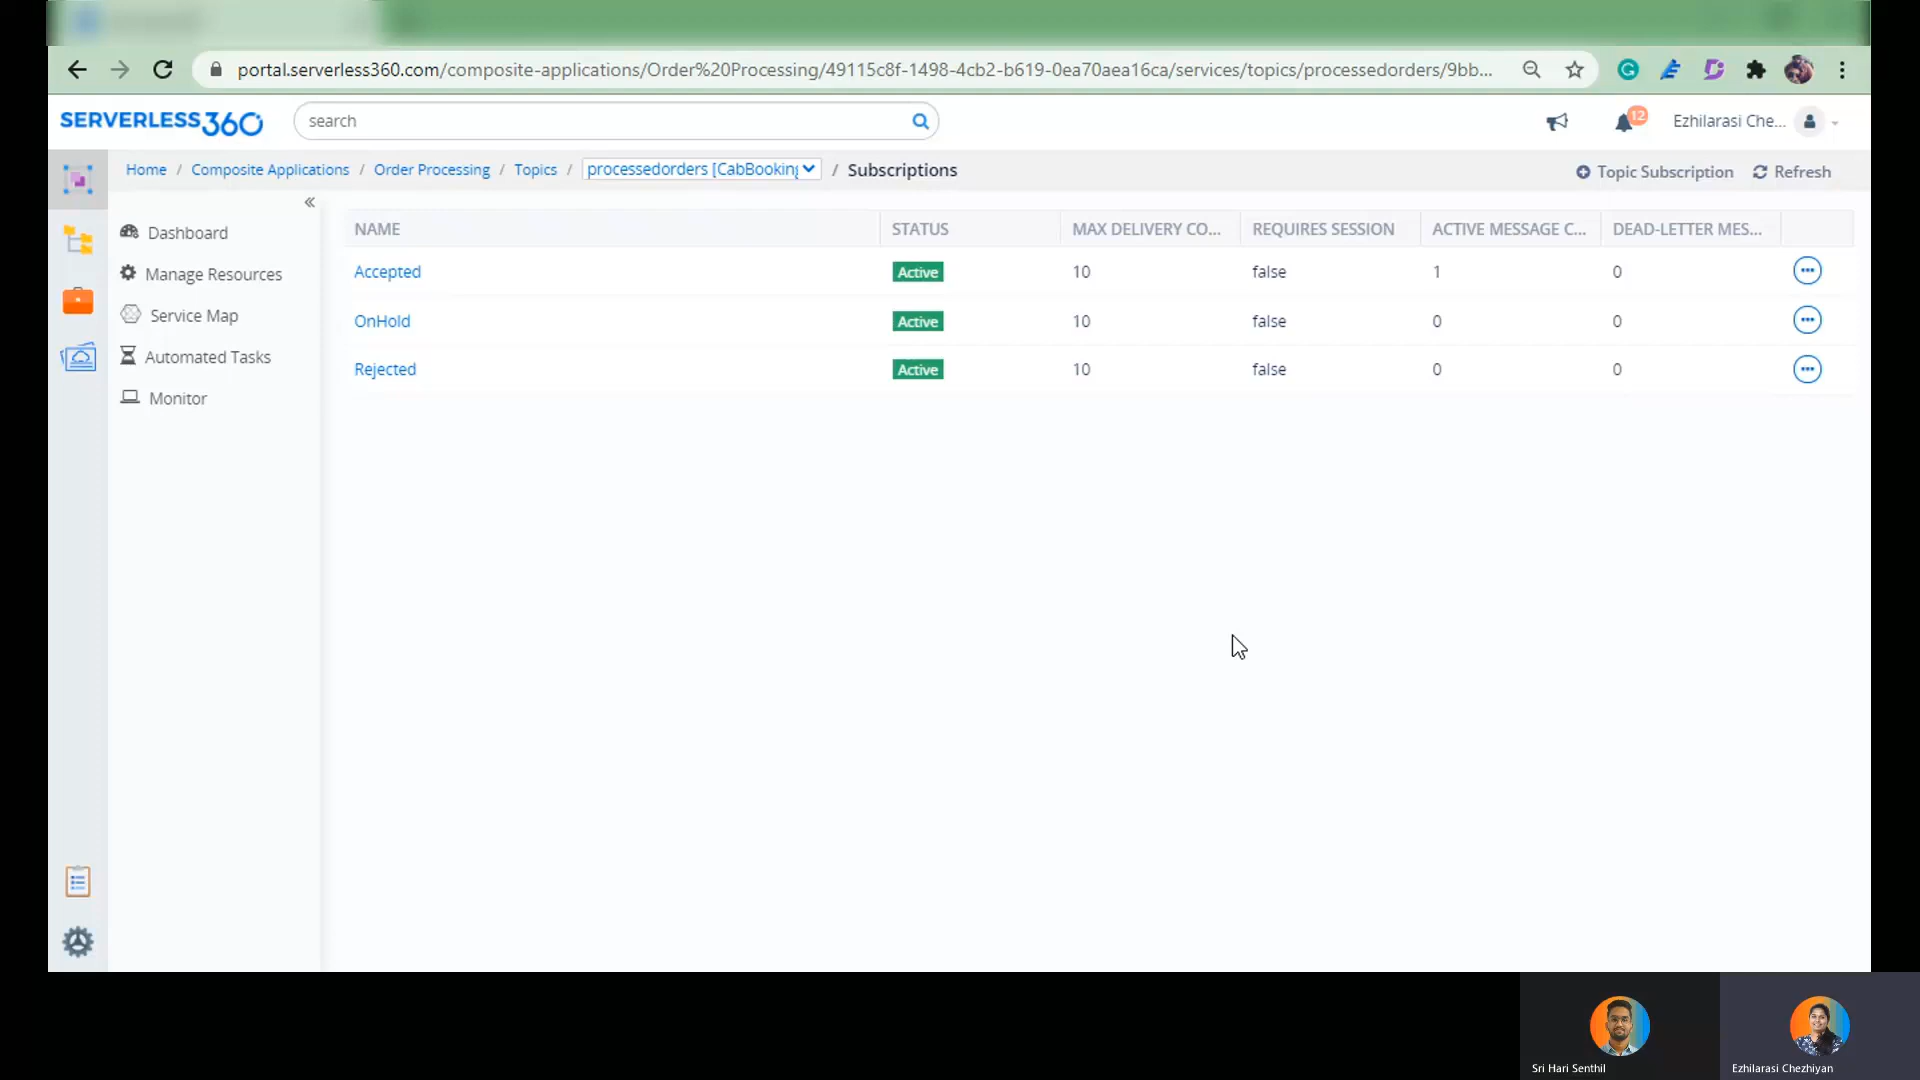 portal.serverless360.com/composite-applications/Order%20Processing/49115c8f-1498-4cb2-b619-0ea70aea16ca/services/topics/processedorders/9bb...
SERVERLESS360
search
12
Ezhilarasi Che...
Home / Composite Applications / Order Processing / Topics / processedorders [CabBooking / Subscriptions
Topic Subscription
Refresh
Dashboard
Manage Resources
Service Map
Automated Tasks
Monitor
NAME STATUS MAX DELIVERY CO... REQUIRES SESSION ACTIVE MESSAGE C... DEAD-LETTER MES...
Accepted Active 10 false 1 0
OnHold Active 10 false 0 0
Rejected Active 10 false 0 0
Sri Hari Senthil
Ezhilarasi Chezhiyan